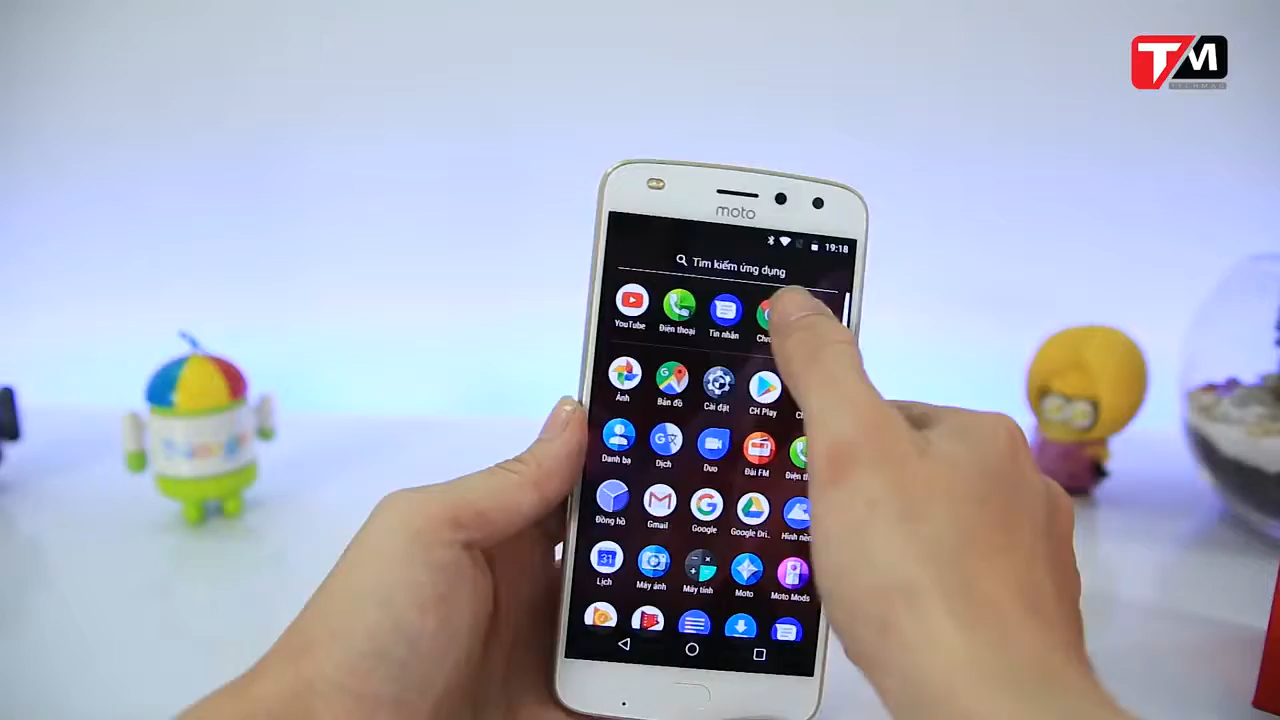 TM
TECHMAG
moto
19:18
Tìm kiếm ứng dụng
YouTube
Điện thoại
Tin nhắn
Ảnh
Bản đồ
Cài đặt
CH Play
Danh bạ
Dịch
Duo
Đài FM
Đồng hồ
Gmail
Google
Google Dri..
Hình nền
31
Lịch
Máy ảnh
Máy tính
Moto
Moto Mods